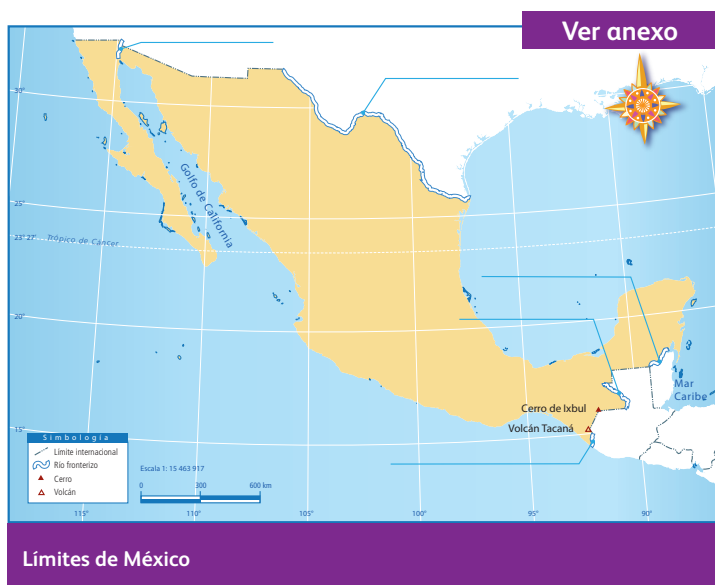 Ver anexo
30°
25°
23° 27'
Trópico de Cáncer
20°
15°
Golfo de California
Mar
Caribe
Cerro de Ixbul
Volcán Tacaná
Simbología
Límite internacional
Río fronterizo
Cerro
Volcán
Escala 1: 15 463 917
0 300 600 km
115° 110° 105° 100° 95° 90°
Límites de México